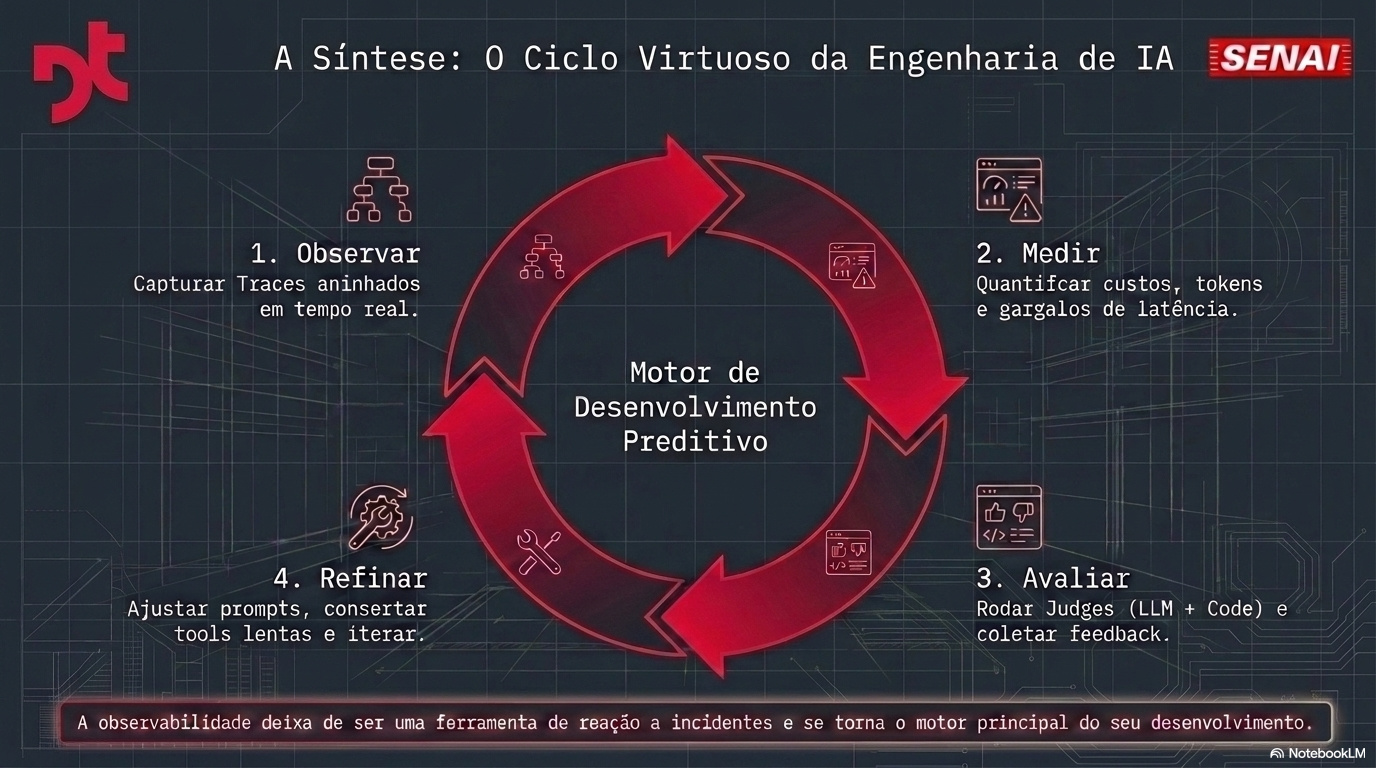 A Síntese: O Ciclo Virtuoso da Engenharia de IA
SENAI
1. Observar
Capturar Traces aninhados
em tempo real.
2. Medir
Quantifcar custos, tokens
e gargalos de latência.
Motor de
Desenvolvimento
Preditivo
4. Refinar
Ajustar prompts, consertar
tools lentas e iterar.
3. Avaliar
Rodar Judges (LLM + Code) e
coletar feedback.
A observabilidade deixa de ser uma ferramenta de reação a incidentes e se torna o motor principal do seu desenvolvimento.
NotebookLM